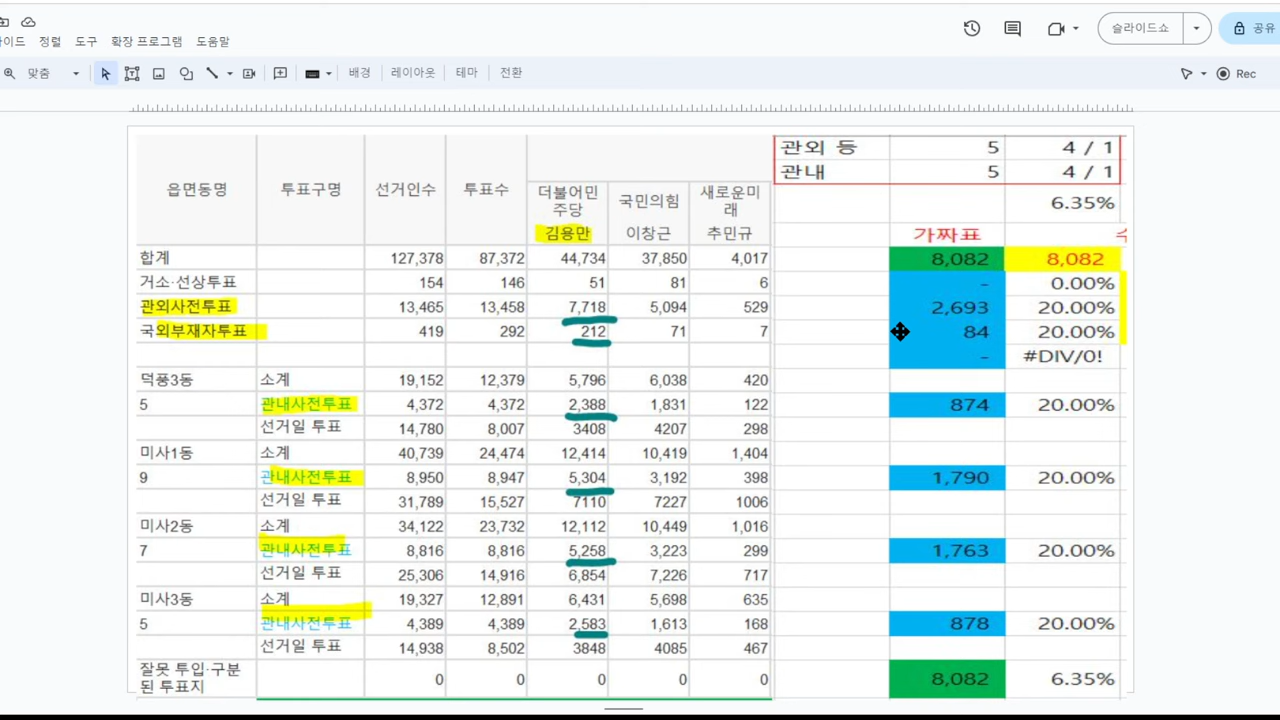 이드 정렬 도구 확장 프로그램 도움말
슬라이드쇼 공유
맞춤 배경 레이아웃 테마 전환 Rec
관외 등 5 4 / 1
관내 5 4 / 1
6.35%
읍면동명 투표구명 선거인수 투표수 더불어민주당 국민의힘 새로운미래
김용만 이창근 추민규
가짜표
합계 127,378 87,372 44,734 37,850 4,017 8,082 8,082
거소·선상투표 154 146 51 81 6 - 0.00%
관외사전투표 13,465 13,458 7,718 5,094 529 2,693 20.00%
국외부재자투표 419 292 212 71 7 84 20.00%
- #DIV/0!
덕풍3동 소계 19,152 12,379 5,796 6,038 420
5 관내사전투표 4,372 4,372 2,388 1,831 122 874 20.00%
선거일 투표 14,780 8,007 3408 4207 298
미사1동 소계 40,739 24,474 12,414 10,419 1,404
9 관내사전투표 8,950 8,947 5,304 3,192 398 1,790 20.00%
선거일 투표 31,789 15,527 7110 7227 1006
미사2동 소계 34,122 23,732 12,112 10,449 1,016
7 관내사전투표 8,816 8,816 5,258 3,223 299 1,763 20.00%
선거일 투표 25,306 14,916 6,854 7,226 717
미사3동 소계 19,327 12,891 6,431 5,698 635
5 관내사전투표 4,389 4,389 2,583 1,613 168 878 20.00%
선거일 투표 14,938 8,502 3848 4085 467
잘못 투입·구분된 투표지 0 0 0 0 0 8,082 6.35%